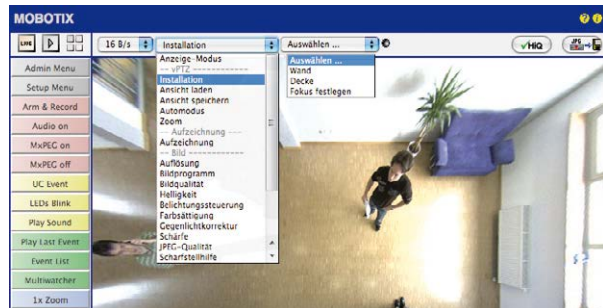 MOBOTIX
LIVE
16 B/s
Installation
Auswählen ...
HiQ
JPG
Admin Menu
Setup Menu
Arm & Record
Audio on
MxPEG on
MxPEG off
UC Event
LEDs Blink
Play Sound
Play Last Event
Event List
Multiwatcher
1x Zoom
Anzeige-Modus
-- vPTZ ------------
Installation
Ansicht laden
Ansicht speichern
Automodus
Zoom
-- Aufzeichnung ---
Aufzeichnung
-- Bild ------------
Auflösung
Bildprogramm
Bildqualität
Helligkeit
Belichtungssteuerung
Farbsättigung
Gegenlichtkorrektur
Schärfe
JPEG-Qualität
Scharfstellhilfe
Auswählen ...
Wand
Decke
Fokus festlegen